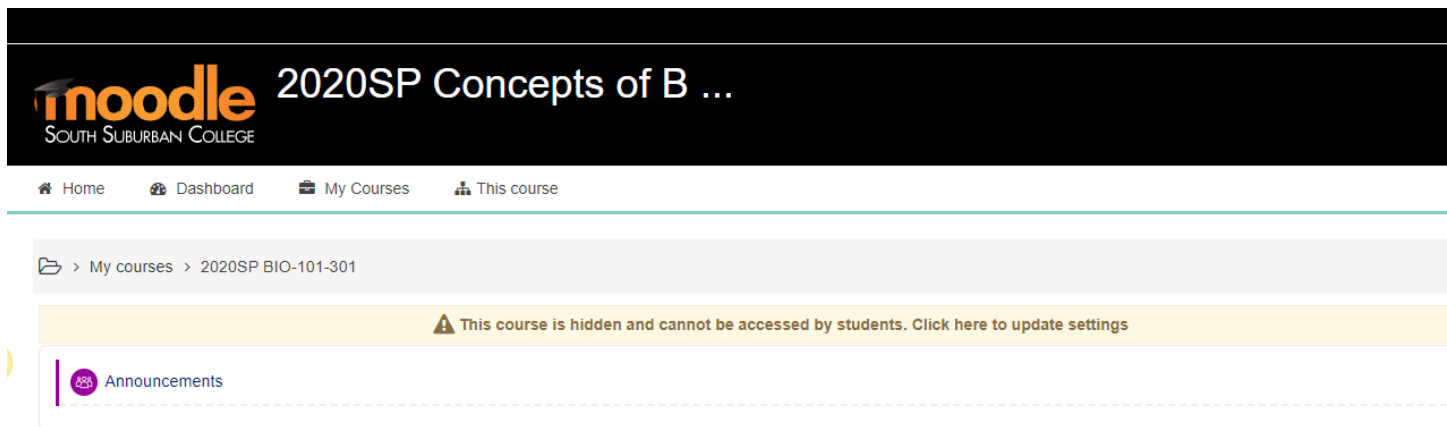 moodle
SOUTH SUBURBAN COLLEGE
2020SP Concepts of B ...
Home Dashboard My Courses This course
> My courses > 2020SP BIO-101-301
This course is hidden and cannot be accessed by students. Click here to update settings
Announcements